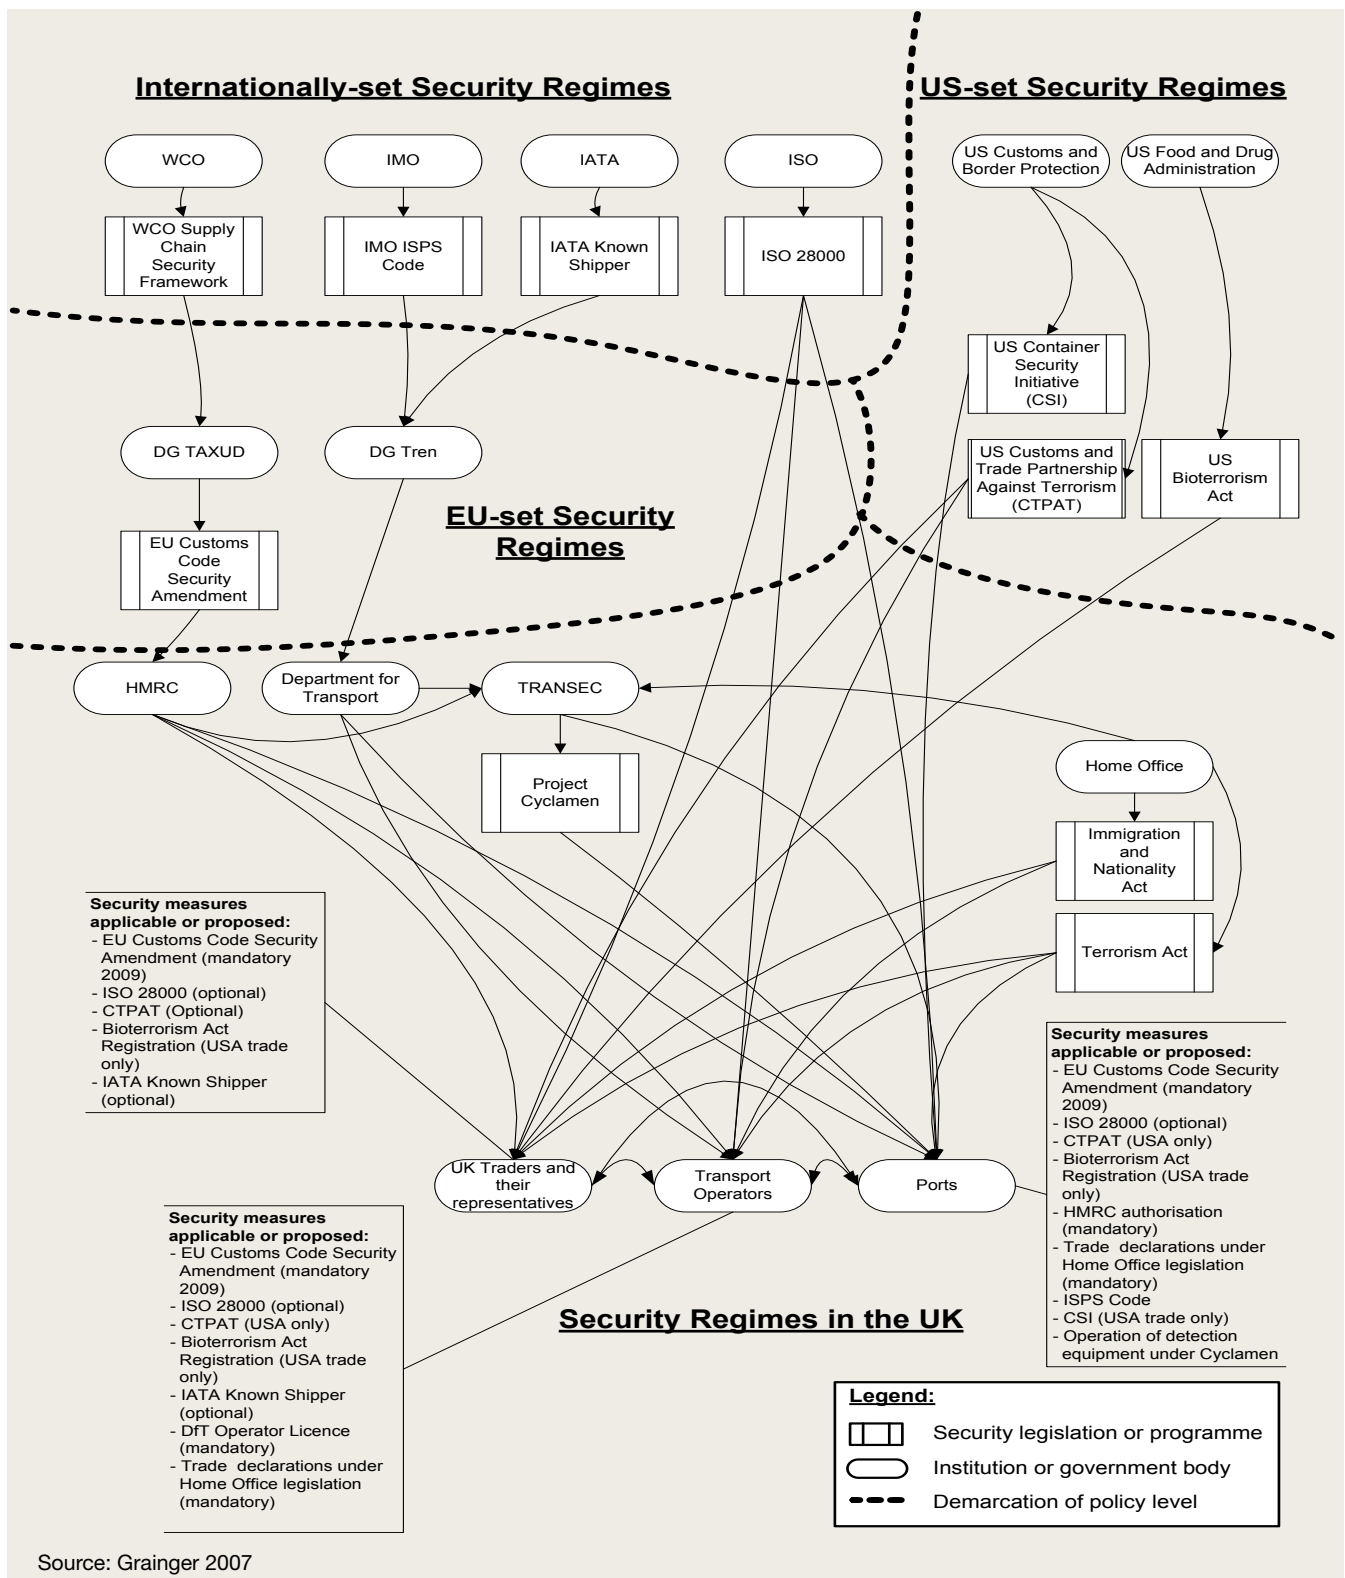 Internationally-set Security Regimes
US-set Security Regimes
WCO
IMO
IATA
ISO
US Customs and
Border Protection
US Food and Drug
Administration
WCO Supply
Chain
Security
Framework
IMO ISPS
Code
IATA Known
Shipper
ISO 28000
US Container
Security
Initiative
(CSI)
DG TAXUD
DG Tren
US Customs and
Trade Partnership
Against Terrorism
(CTPAT)
US
Bioterrorism
Act
EU-set Security
Regimes
EU Customs
Code
Security
Amendment
HMRC
Department for
Transport
TRANSEC
Project
Cyclamen
Home Office
Immigration
and
Nationality
Act
Terrorism Act
Security measures
applicable or proposed:
- EU Customs Code Security
Amendment (mandatory
2009)
- ISO 28000 (optional)
- CTPAT (Optional)
- Bioterrorism Act
Registration (USA trade
only)
- IATA Known Shipper
(optional)
Security measures
applicable or proposed:
- EU Customs Code Security
Amendment (mandatory
2009)
- ISO 28000 (optional)
- CTPAT (USA only)
- Bioterrorism Act
Registration (USA trade
only)
- HMRC authorisation
(mandatory)
- Trade declarations under
Home Office legislation
(mandatory)
- ISPS Code
- CSI (USA trade only)
- Operation of detection
equipment under Cyclamen
UK Traders and
their
representatives
Transport
Operators
Ports
Security measures
applicable or proposed:
- EU Customs Code Security
Amendment (mandatory
2009)
- ISO 28000 (optional)
- CTPAT (USA only)
- Bioterrorism Act
Registration (USA trade
only)
- IATA Known Shipper
(optional)
- DfT Operator Licence
(mandatory)
- Trade declarations under
Home Office legislation
(mandatory)
Security Regimes in the UK
Legend:
Security legislation or programme
Institution or government body
Demarcation of policy level
Source: Grainger 2007